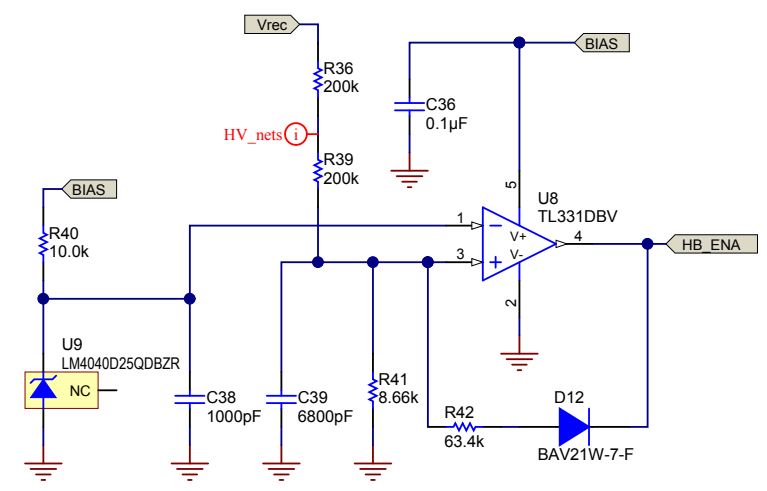 Vrec
R36
200k
HV_nets
i
R39
200k
BIAS
C36
0.1µF
BIAS
R40
10.0k
U8
TL331DBV
5
1
V+
4
HB_ENA
3
V-
2
U9
LM4040D25QDBZR
NC
C38
1000pF
C39
6800pF
R41
8.66k
R42
63.4k
D12
BAV21W-7-F